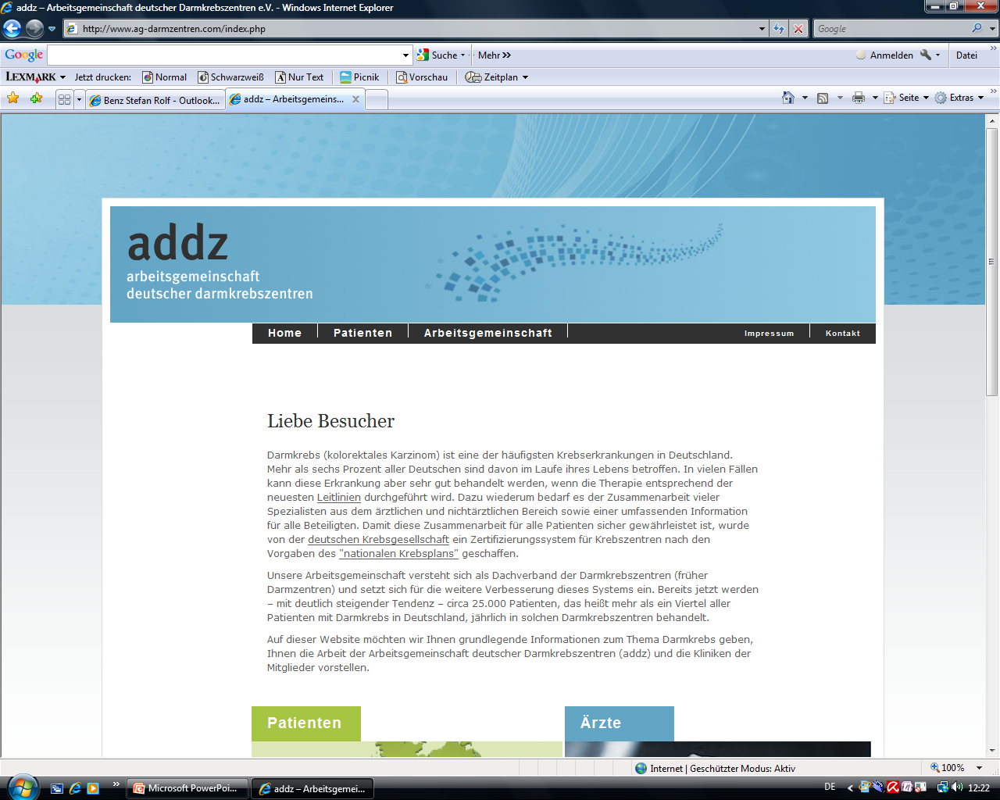 addz – Arbeitsgemeinschaft deutscher Darmkrebszentren e.V. - Windows Internet Explorer
http://www.ag-darmzentren.com/index.php
Google
Google Suche Mehr Anmelden Datei
LEXMARK Jetzt drucken: Normal Schwarzweiß Nur Text Picnik Vorschau Zeitplan
Benz Stefan Rolf - Outlook... addz – Arbeitsgemeins... Seite Extras
addz
arbeitsgemeinschaft
deutscher darmkrebszentren
Home Patienten Arbeitsgemeinschaft Impressum Kontakt
Liebe Besucher
Darmkrebs (kolorektales Karzinom) ist eine der häufigsten Krebserkrankungen in Deutschland.
Mehr als sechs Prozent aller Deutschen sind davon im Laufe ihres Lebens betroffen. In vielen Fällen
kann diese Erkrankung aber sehr gut behandelt werden, wenn die Therapie entsprechend der
neuesten Leitlinien durchgeführt wird. Dazu wiederum bedarf es der Zusammenarbeit vieler
Spezialisten aus dem ärztlichen und nichtärztlichen Bereich sowie einer umfassenden Information
für alle Beteiligten. Damit diese Zusammenarbeit für alle Patienten sicher gewährleistet ist, wurde
von der deutschen Krebsgesellschaft ein Zertifizierungssystem für Krebszentren nach den
Vorgaben des "nationalen Krebsplans" geschaffen.
Unsere Arbeitsgemeinschaft versteht sich als Dachverband der Darmkrebszentren (früher
Darmzentren) und setzt sich für die weitere Verbesserung dieses Systems ein. Bereits jetzt werden
– mit deutlich steigender Tendenz – circa 25.000 Patienten, das heißt mehr als ein Viertel aller
Patienten mit Darmkrebs in Deutschland, jährlich in solchen Darmkrebszentren behandelt.
Auf dieser Website möchten wir Ihnen grundlegende Informationen zum Thema Darmkrebs geben,
Ihnen die Arbeit der Arbeitsgemeinschaft deutscher Darmkrebszentren (addz) und die Kliniken der
Mitglieder vorstellen.
Patienten Ärzte
Internet | Geschützter Modus: Aktiv 100%
Microsoft PowerPoi... addz – Arbeitsgemei... DE 12:22